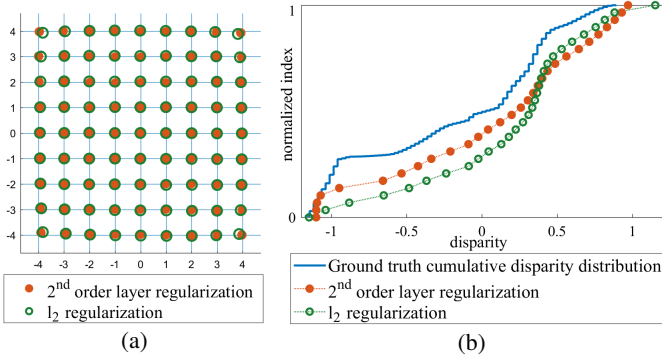 4
3
2
1
0
-1
-2
-3
-4
-4 -3 -2 -1 0 1 2 3 4
2nd order layer regularization
l2 regularization
(a)
1
normalized index
0
-1 -0.5 0 0.5 1
disparity
Ground truth cumulative disparity distribution
2nd order layer regularization
l2 regularization
(b)